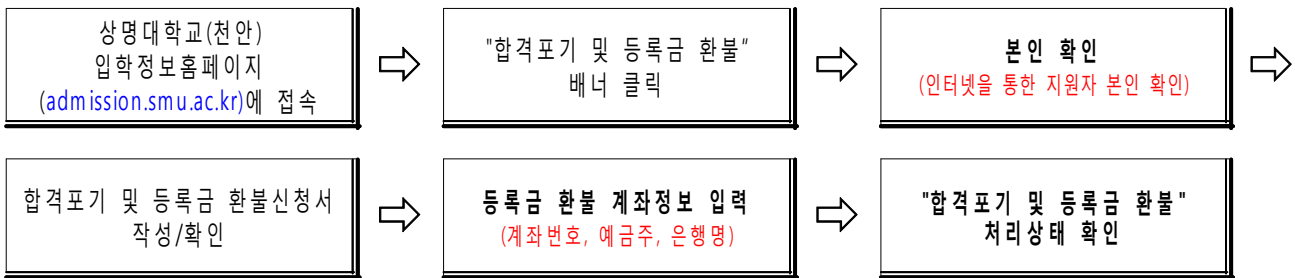 상명대학교(천안)
입학정보홈페이지
(admission.smu.ac.kr)에 접속
"합격포기 및 등록금 환불"
배너 클릭
본인 확인
(인터넷을 통한 지원자 본인 확인)
합격포기 및 등록금 환불신청서
작성/확인
등록금 환불 계좌정보 입력
(계좌번호, 예금주, 은행명)
"합격포기 및 등록금 환불"
처리상태 확인